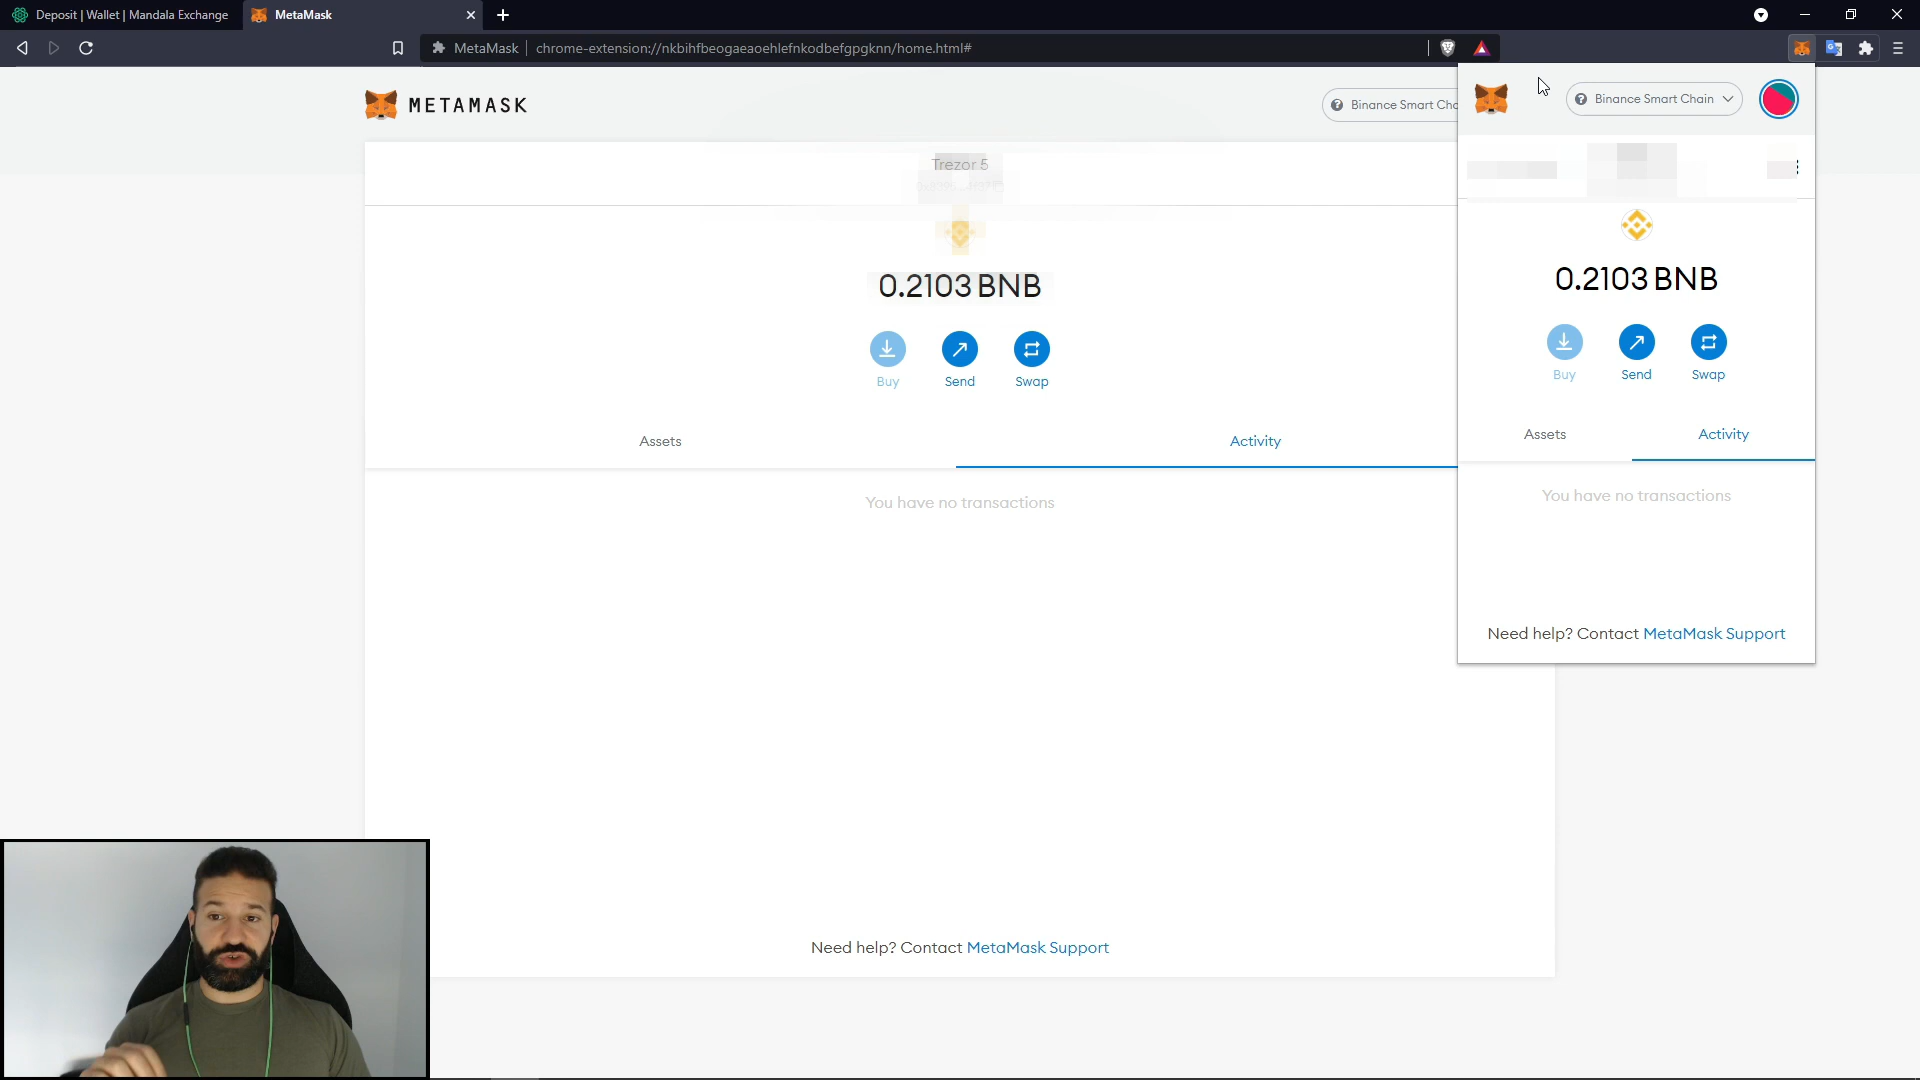 Deposit | Wallet | Mandala Exchange
MetaMask
MetaMask
chrome-extension://nkbihfbeogaeaoehlefnkodbefgpgknn/home.html#
METAMASK
Binance Smart Cha
Trezor 5
0.2103 BNB
Buy
Send
Swap
Assets
Activity
You have no transactions
Need help? Contact MetaMask Support
Binance Smart Chain
0.2103 BNB
Buy
Send
Swap
Assets
Activity
You have no transactions
Need help? Contact MetaMask Support